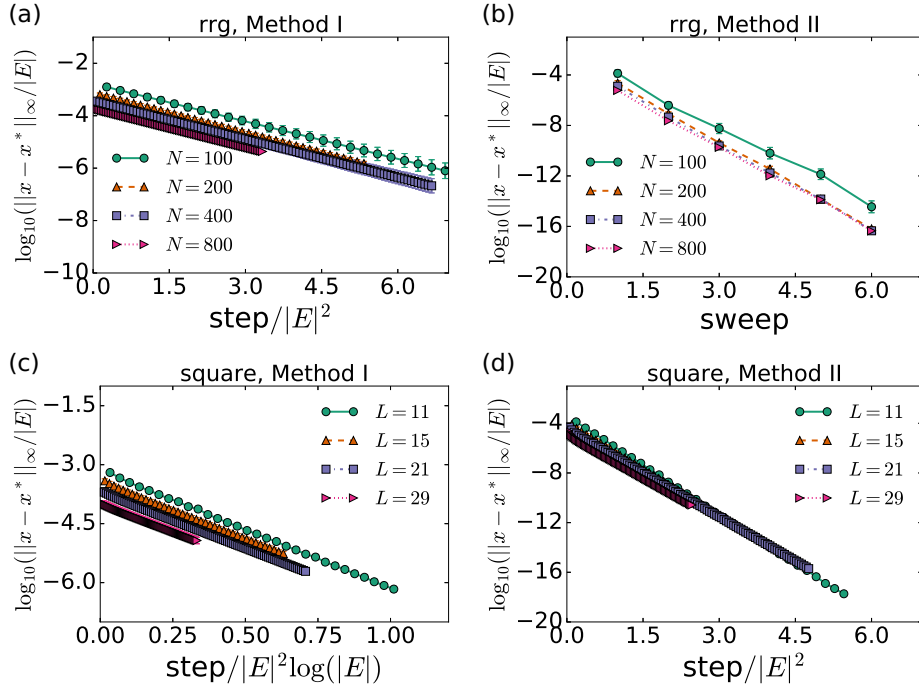 (a)
rrg, Method I
log₁₀(||x − x*||∞/|E|)
−2
−4
−6
−8
−10
N = 100
N = 200
N = 400
N = 800
0.0 1.5 3.0 4.5 6.0
step/|E|²
(b)
rrg, Method II
log₁₀(||x − x*||∞/|E|)
−4
−8
−12
−16
−20
N = 100
N = 200
N = 400
N = 800
0.0 1.5 3.0 4.5 6.0
sweep
(c)
square, Method I
log₁₀(||x − x*||∞/|E|)
−1.5
−3.0
−4.5
−6.0
L = 11
L = 15
L = 21
L = 29
0.00 0.25 0.50 0.75 1.00
step/|E|²log(|E|)
(d)
square, Method II
log₁₀(||x − x*||∞/|E|)
−4
−8
−12
−16
−20
L = 11
L = 15
L = 21
L = 29
0.0 1.5 3.0 4.5 6.0
step/|E|²